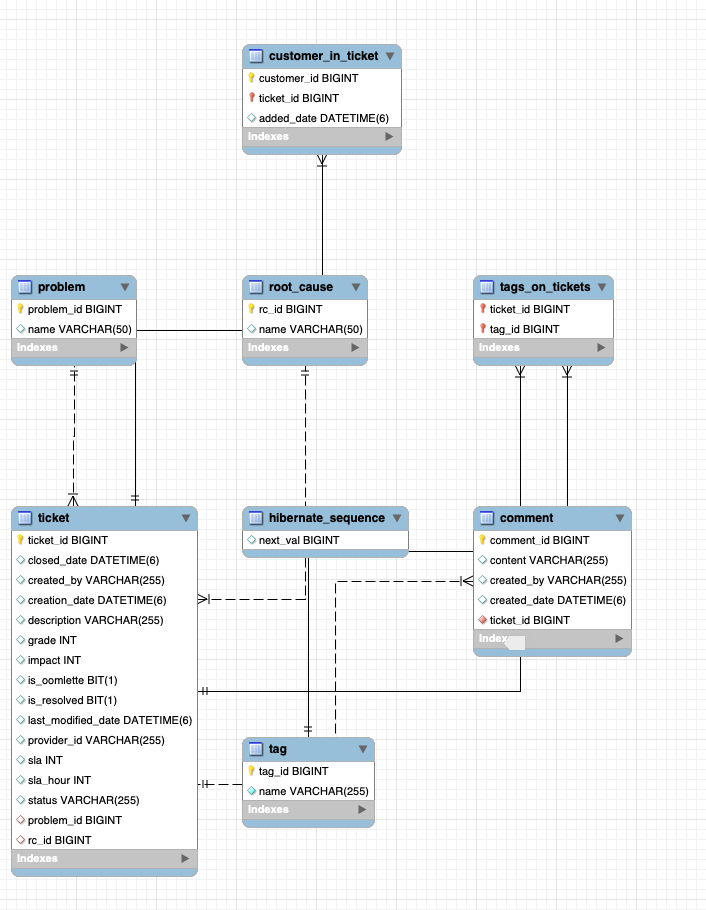 customer_in_ticket
customer_id BIGINT
ticket_id BIGINT
added_date DATETIME(6)
Indexes
problem
problem_id BIGINT
name VARCHAR(50)
Indexes
root_cause
rc_id BIGINT
name VARCHAR(50)
Indexes
tags_on_tickets
ticket_id BIGINT
tag_id BIGINT
Indexes
ticket
ticket_id BIGINT
closed_date DATETIME(6)
created_by VARCHAR(255)
creation_date DATETIME(6)
description VARCHAR(255)
grade INT
impact INT
is_oomlette BIT(1)
is_resolved BIT(1)
last_modified_date DATETIME(6)
provider_id VARCHAR(255)
sla INT
sla_hour INT
status VARCHAR(255)
problem_id BIGINT
rc_id BIGINT
Indexes
hibernate_sequence
next_val BIGINT
comment
comment_id BIGINT
content VARCHAR(255)
created_by VARCHAR(255)
created_date DATETIME(6)
ticket_id BIGINT
tag
tag_id BIGINT
name VARCHAR(255)
Indexes